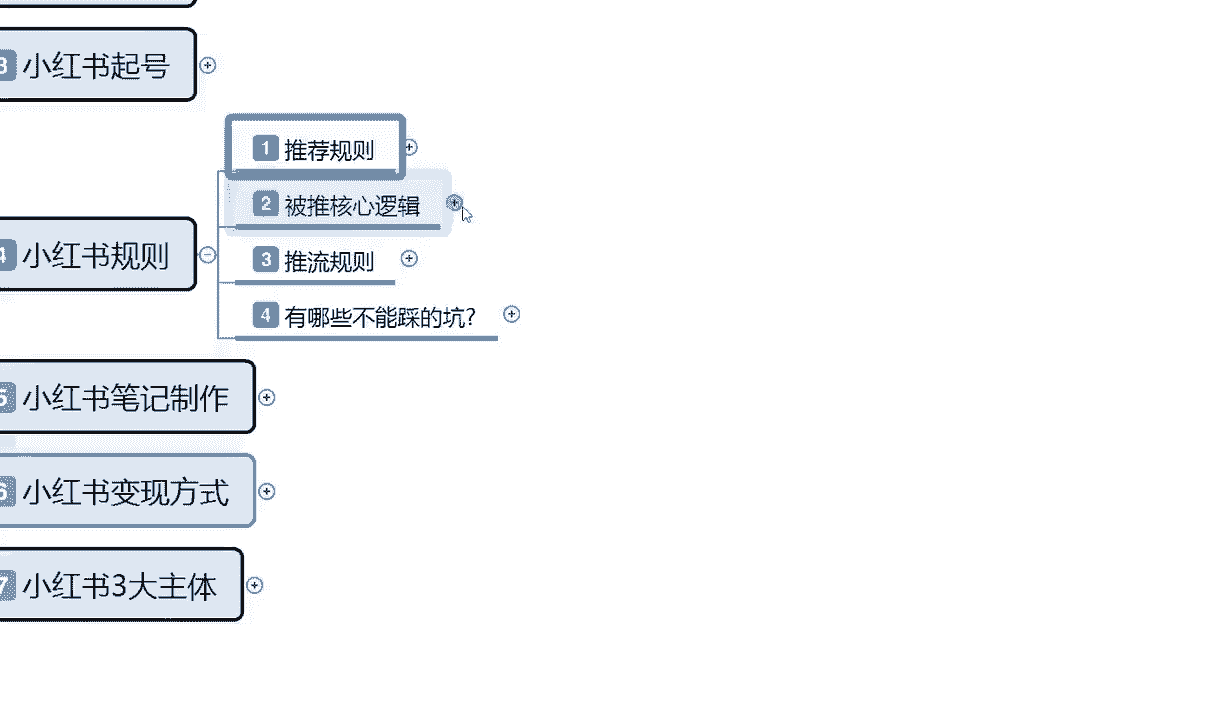 3 小红书起号
1 推荐规则
2 被推核心逻辑
4 小红书规则
3 推流规则
4 有哪些不能踩的坑?
5 小红书笔记制作
6 小红书变现方式
7 小红书3大主体